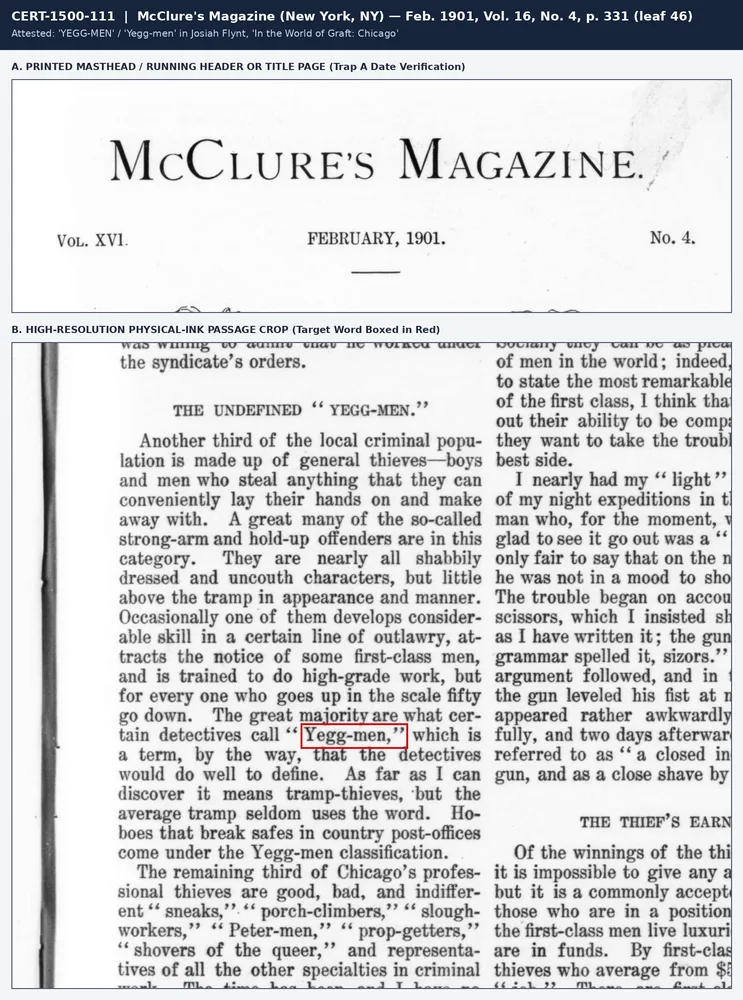 CERT-1500-111 | McClure's Magazine (New York, NY) — Feb. 1901, Vol. 16, No. 4, p. 331 (leaf 46)
Attested: 'YEGG-MEN' / 'Yegg-men' in Josiah Flynt, 'In the World of Graft: Chicago'
A. PRINTED MASTHEAD / RUNNING HEADER OR TITLE PAGE (Trap A Date Verification)
McClure's Magazine.
Vol. XVI. FEBRUARY, 1901. No. 4.
B. HIGH-RESOLUTION PHYSICAL-INK PASSAGE CROP (Target Word Boxed in Red)
was willing to admit that he worked under
the syndicate's orders.
THE UNDEFINED “ YEGG-MEN.”
Another third of the local criminal popu-
lation is made up of general thieves—boys
and men who steal anything that they can
conveniently lay their hands on and make
away with. A great many of the so-called
strong-arm and hold-up offenders are in this
category. They are nearly all shabbily
dressed and uncouth characters, but little
above the tramp in appearance and manner.
Occasionally one of them develops consider-
able skill in a certain line of outlawry, at-
tracts the notice of some first-class men,
and is trained to do high-grade work, but
for every one who goes up in the scale fifty
go down. The great majority are what cer-
tain detectives call “ Yegg-men,” which is
a term, by the way, that the detectives
would do well to define. As far as I can
discover it means tramp-thieves, but the
average tramp seldom uses the word. Ho-
boes that break safes in country post-offices
come under the Yegg-men classification.
The remaining third of Chicago's profes-
sional thieves are good, bad, and indiffer-
ent “ sneaks,” “ porch-climbers,” “ slough-
workers,” “ Peter-men,” “ prop-getters,”
“ shovers of the queer,” and representa-
tives of all the other specialties in criminal
work. The time has been, and I have no
socially they can be as
of men in the world; indeed,
to state the most remarkable
of the first class, I think
out their ability to be
they want to take the
best side.
I nearly had my “ light ”
of my night expeditions in
man who, for the moment,
glad to see it go out was a “
only fair to say that on the
he was not in a mood to
The trouble began on
scissors, which I insisted
as I have written it; the gun
grammar spelled it, sizors.”
argument followed, and in
the gun leveled his fist at
appeared rather awkwardly
fully, and two days
referred to as “ a closed in
gun, and as a close shave by
THE THIEF'S
Of the winnings of the
it is impossible to give any
but it is a commonly
those who are in a position
the first-class men live
are in funds. By
thieves who average from